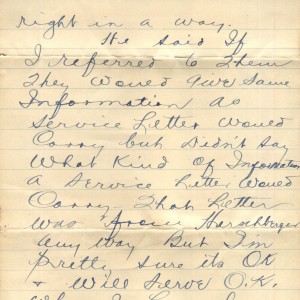 right in a way.
He said If
I referred to Them
They Would Give Same
Information As
Service Letter Would
Carry but Didn't Say
What Kind Of Information
A Service Letter Would
Carry. That Letter
Was from Herschberger
Any Way But I'm
Pretty sure its OK
& Will Serve O.K.